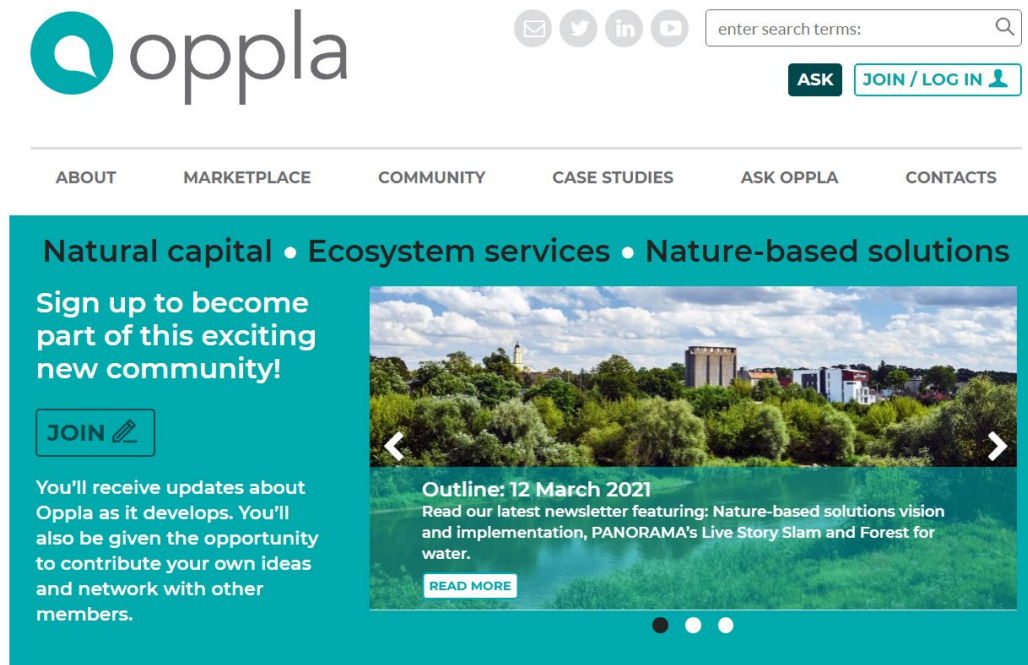 oppla
enter search terms:
ASK
JOIN / LOG IN
ABOUT MARKETPLACE COMMUNITY CASE STUDIES ASK OPPLA CONTACTS
Natural capital • Ecosystem services • Nature-based solutions
Sign up to become
part of this exciting
new community!
JOIN
You'll receive updates about
Oppla as it develops. You'll
also be given the opportunity
to contribute your own ideas
and network with other
members.
Outline: 12 March 2021
Read our latest newsletter featuring: Nature-based solutions vision
and implementation, PANORAMA's Live Story Slam and Forest for
water.
READ MORE